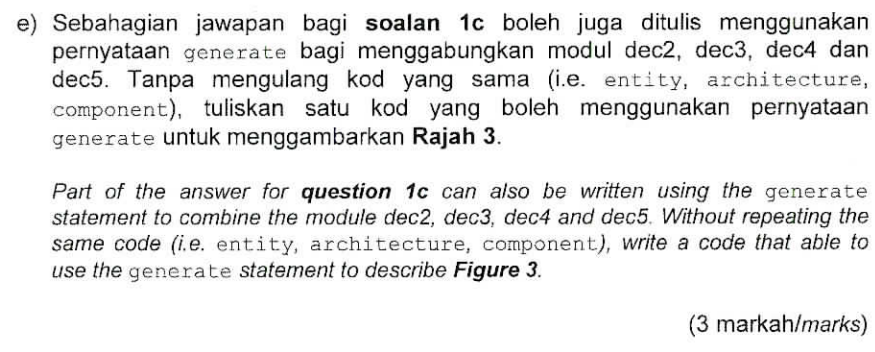 e) Sebahagian jawapan bagi soalan 1c boleh juga ditulis menggunakan
pernyataan generate bagi menggabungkan modul dec2, dec3, dec4 dan
dec5. Tanpa mengulang kod yang sama (i.e. entity, architecture,
component), tuliskan satu kod yang boleh menggunakan pernyataan
generate untuk menggambarkan Rajah 3.
Part of the answer for question 1c can also be written using the generate
statement to combine the module dec2, dec3, dec4 and dec5. Without repeating the
same code (i.e. entity, architecture, component), write a code that able to
use the generate statement to describe Figure 3.
(3 markah/marks)